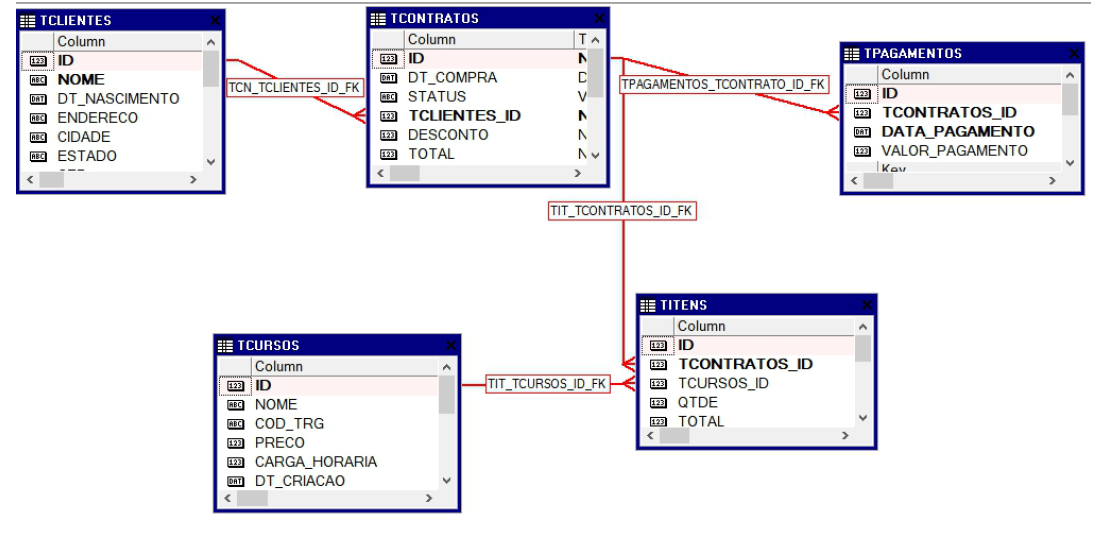 TCLIENTES
Column
ID
NOME
DT_NASCIMENTO
ENDERECO
CIDADE
ESTADO
TCN_TCLIENTES_ID_FK
TCONTRATOS
Column T
ID N
DT_COMPRA D
STATUS V
TCLIENTES_ID N
DESCONTO N
TOTAL N
TPAGAMENTOS_TCONTRATO_ID_FK
TPAGAMENTOS
Column
ID
TCONTRATOS_ID
DATA_PAGAMENTO
VALOR_PAGAMENTO
Key
TIT_TCONTRATOS_ID_FK
TCURSOS
Column
ID
NOME
COD_TRG
PRECO
CARGA_HORARIA
DT_CRIACAO
TIT_TCURSOS_ID_FK
TITENS
Column
ID
TCONTRATOS_ID
TCURSOS_ID
QTDE
TOTAL